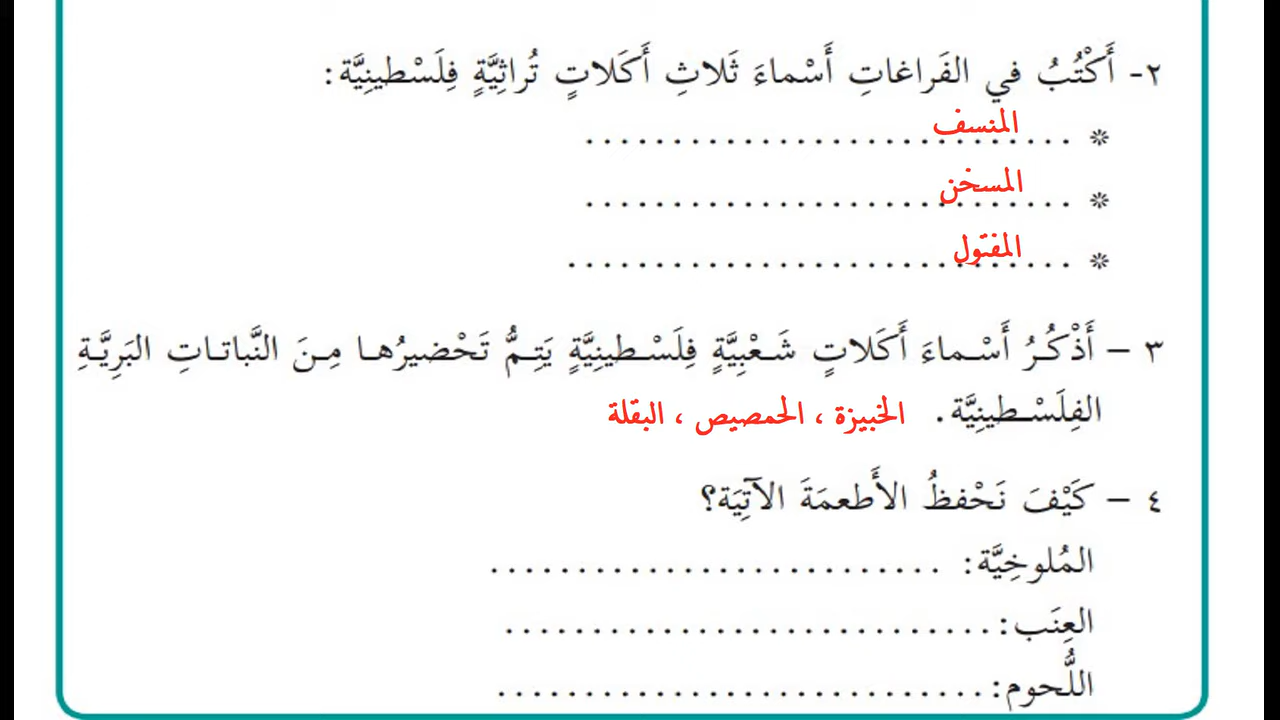 ٢- أَكْتُبُ في الفَراغاتِ أَسْماءَ ثَلاثِ أَكَلاتٍ تُراثِيَّةٍ فِلَسْطينِيَّة:
* المنسف ............................
* المسخن ............................
* المفتول .............................
٣ – أَذْكُرُ أَسْماءَ أَكَلاتٍ شَعْبِيَّةٍ فِلَسْطينِيَّةٍ يَتِمُّ تَحْضيرُها مِنَ النَّباتاتِ البَرِيَّةِ
الفِلَسْطينِيَّة. الخبيزة ، الحمصيص ، البقلة
٤ – كَيْفَ نَحْفظُ الأَطعمَةَ الآتِيَة؟
المُلوخِيَّة: ..........................
العِنَب: ............................
اللُّحوم: ............................